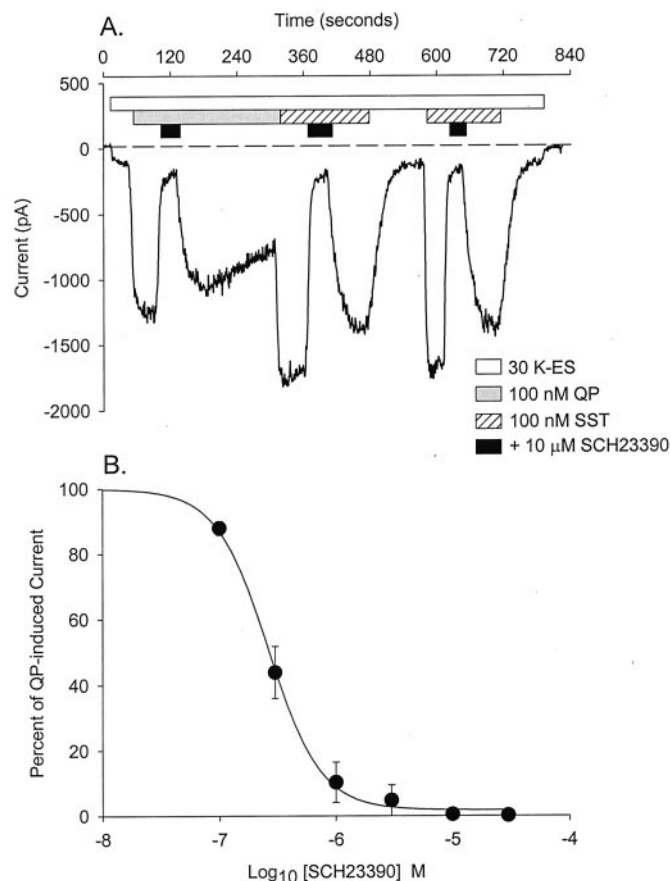 A.
Time (seconds)
0 120 240 360 480 600 720 840
Current (pA)
500
0
-500
-1000
-1500
-2000
30 K-ES
100 nM QP
100 nM SST
+ 10 μM SCH23390
B.
Percent of QP-induced Current
100
80
60
40
20
0
-8 -7 -6 -5 -4
Log10 [SCH23390] M